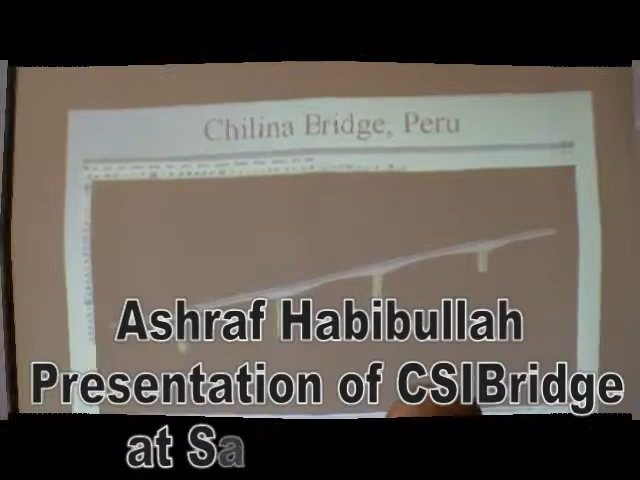 Chilina Bridge, Peru
Ashraf Habibullah
Presentation of CSIBridge
at Sa